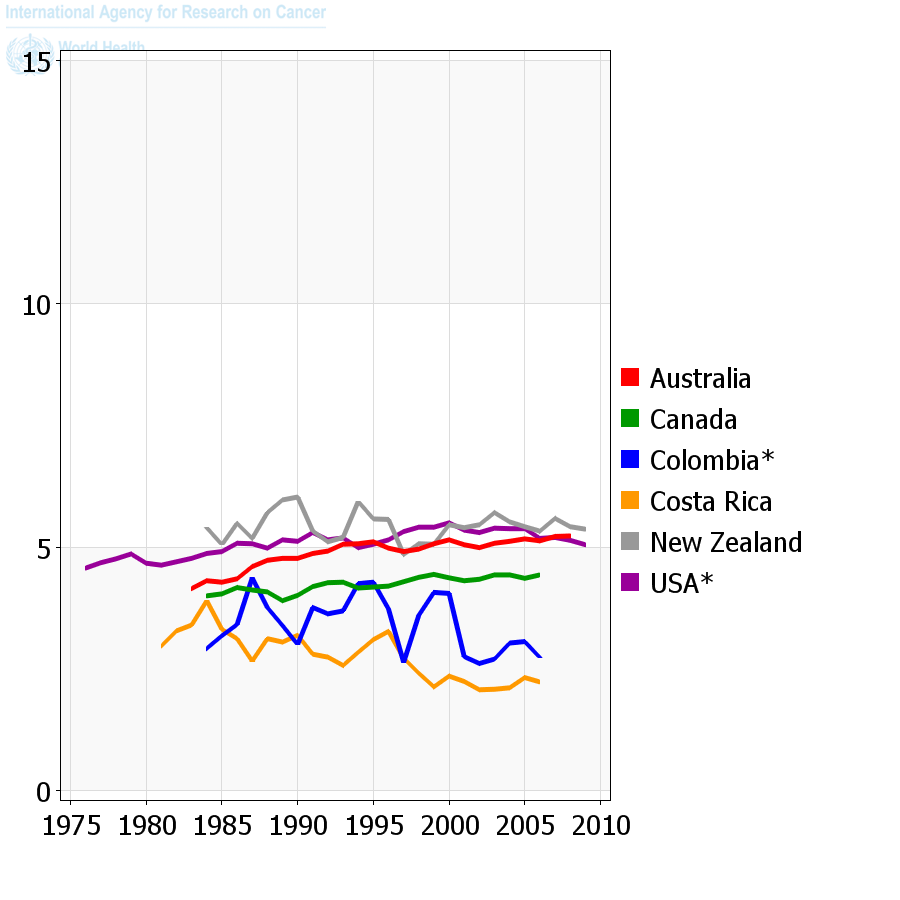 International Agency for Research on Cancer
World Health
15
10
5
0
1975 1980 1985 1990 1995 2000 2005 2010
Australia
Canada
Colombia*
Costa Rica
New Zealand
USA*